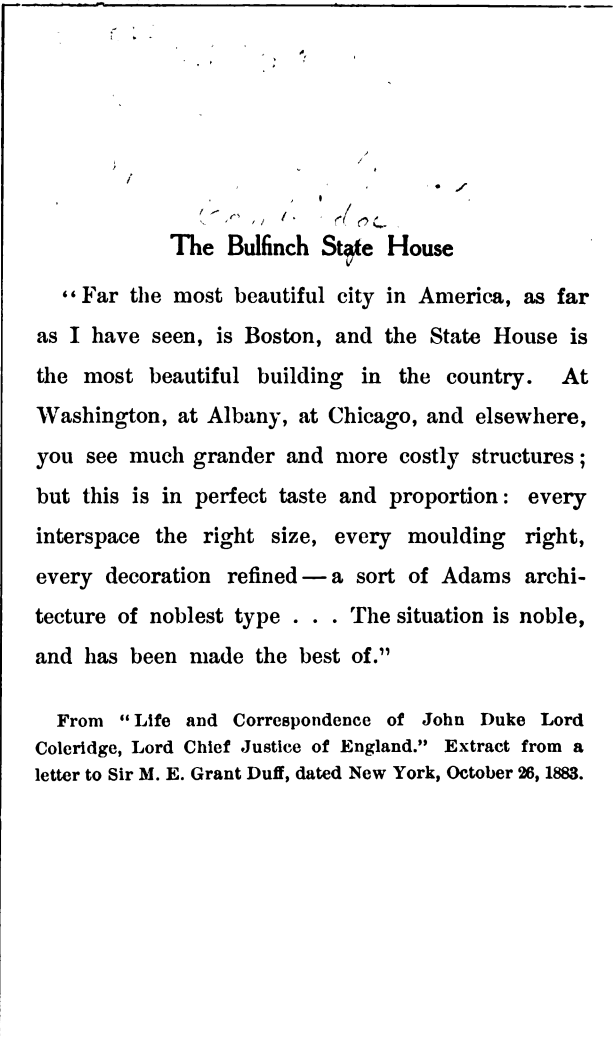 The Bulfinch State House
“Far the most beautiful city in America, as far
as I have seen, is Boston, and the State House is
the most beautiful building in the country. At
Washington, at Albany, at Chicago, and elsewhere,
you see much grander and more costly structures;
but this is in perfect taste and proportion: every
interspace the right size, every moulding right,
every decoration refined—a sort of Adams archi-
tecture of noblest type . . . The situation is noble,
and has been made the best of.”
From “Life and Correspondence of John Duke Lord
Coleridge, Lord Chief Justice of England.” Extract from a
letter to Sir M. E. Grant Duff, dated New York, October 26, 1883.